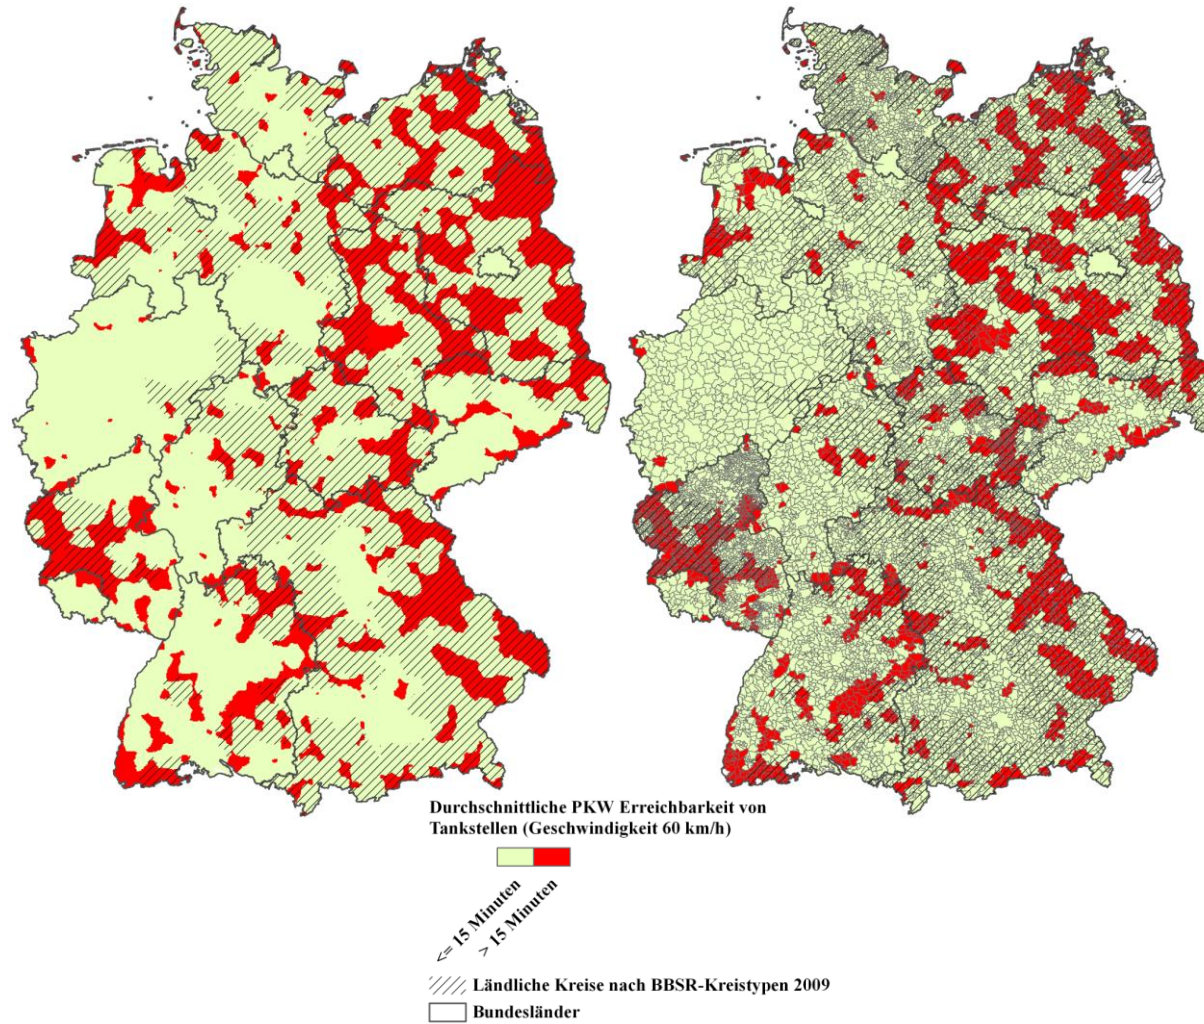 Durchschnittliche PKW Erreichbarkeit von
Tankstellen (Geschwindigkeit 60 km/h)
<= 15 Minuten
> 15 Minuten
Ländliche Kreise nach BBSR-Kreistypen 2009
Bundesländer